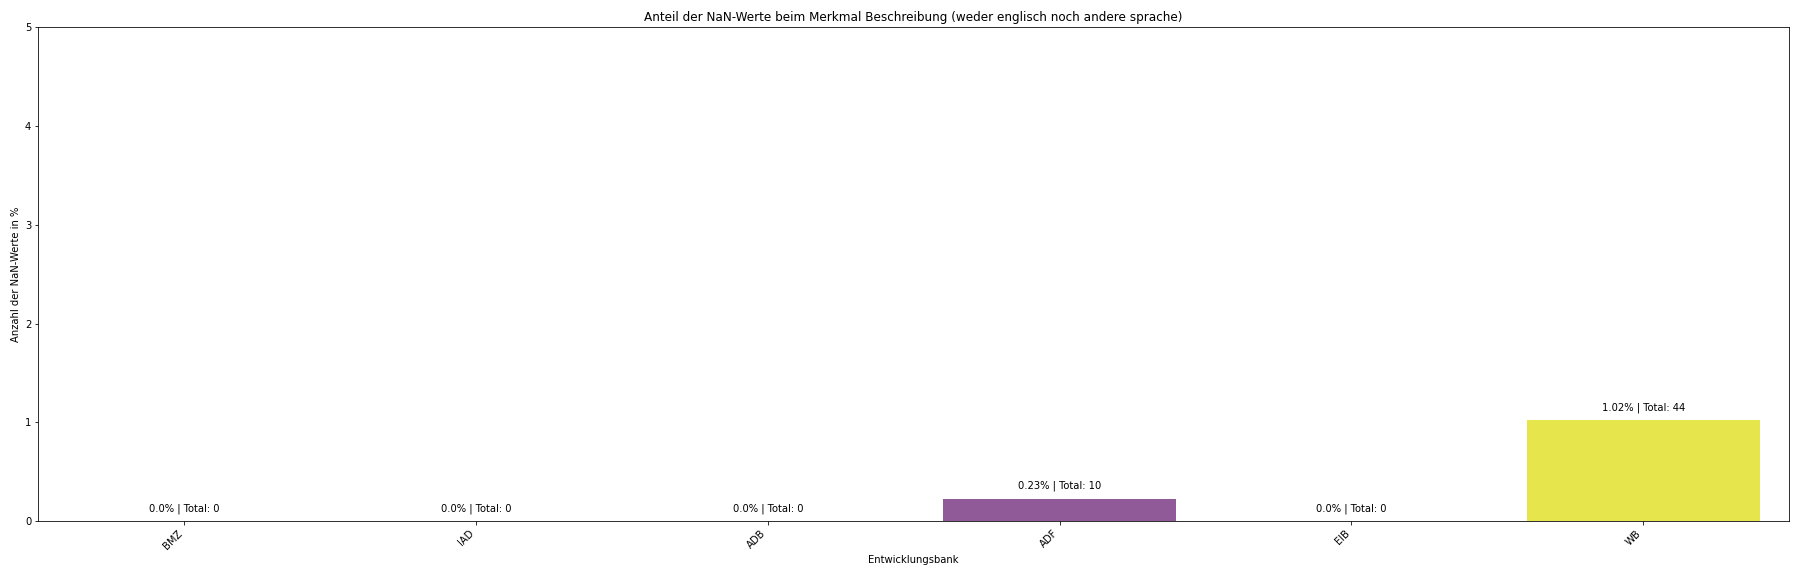 Anteil der NaN-Werte beim Merkmal Beschreibung (weder englisch noch andere sprache)
5
4
3
2
1
0
Anzahl der NaN-Werte in %
0.0% | Total: 0
0.0% | Total: 0
0.0% | Total: 0
0.23% | Total: 10
0.0% | Total: 0
1.02% | Total: 44
BMZ
IAD
ADB
ADF
EIB
WB
Entwicklungsbank